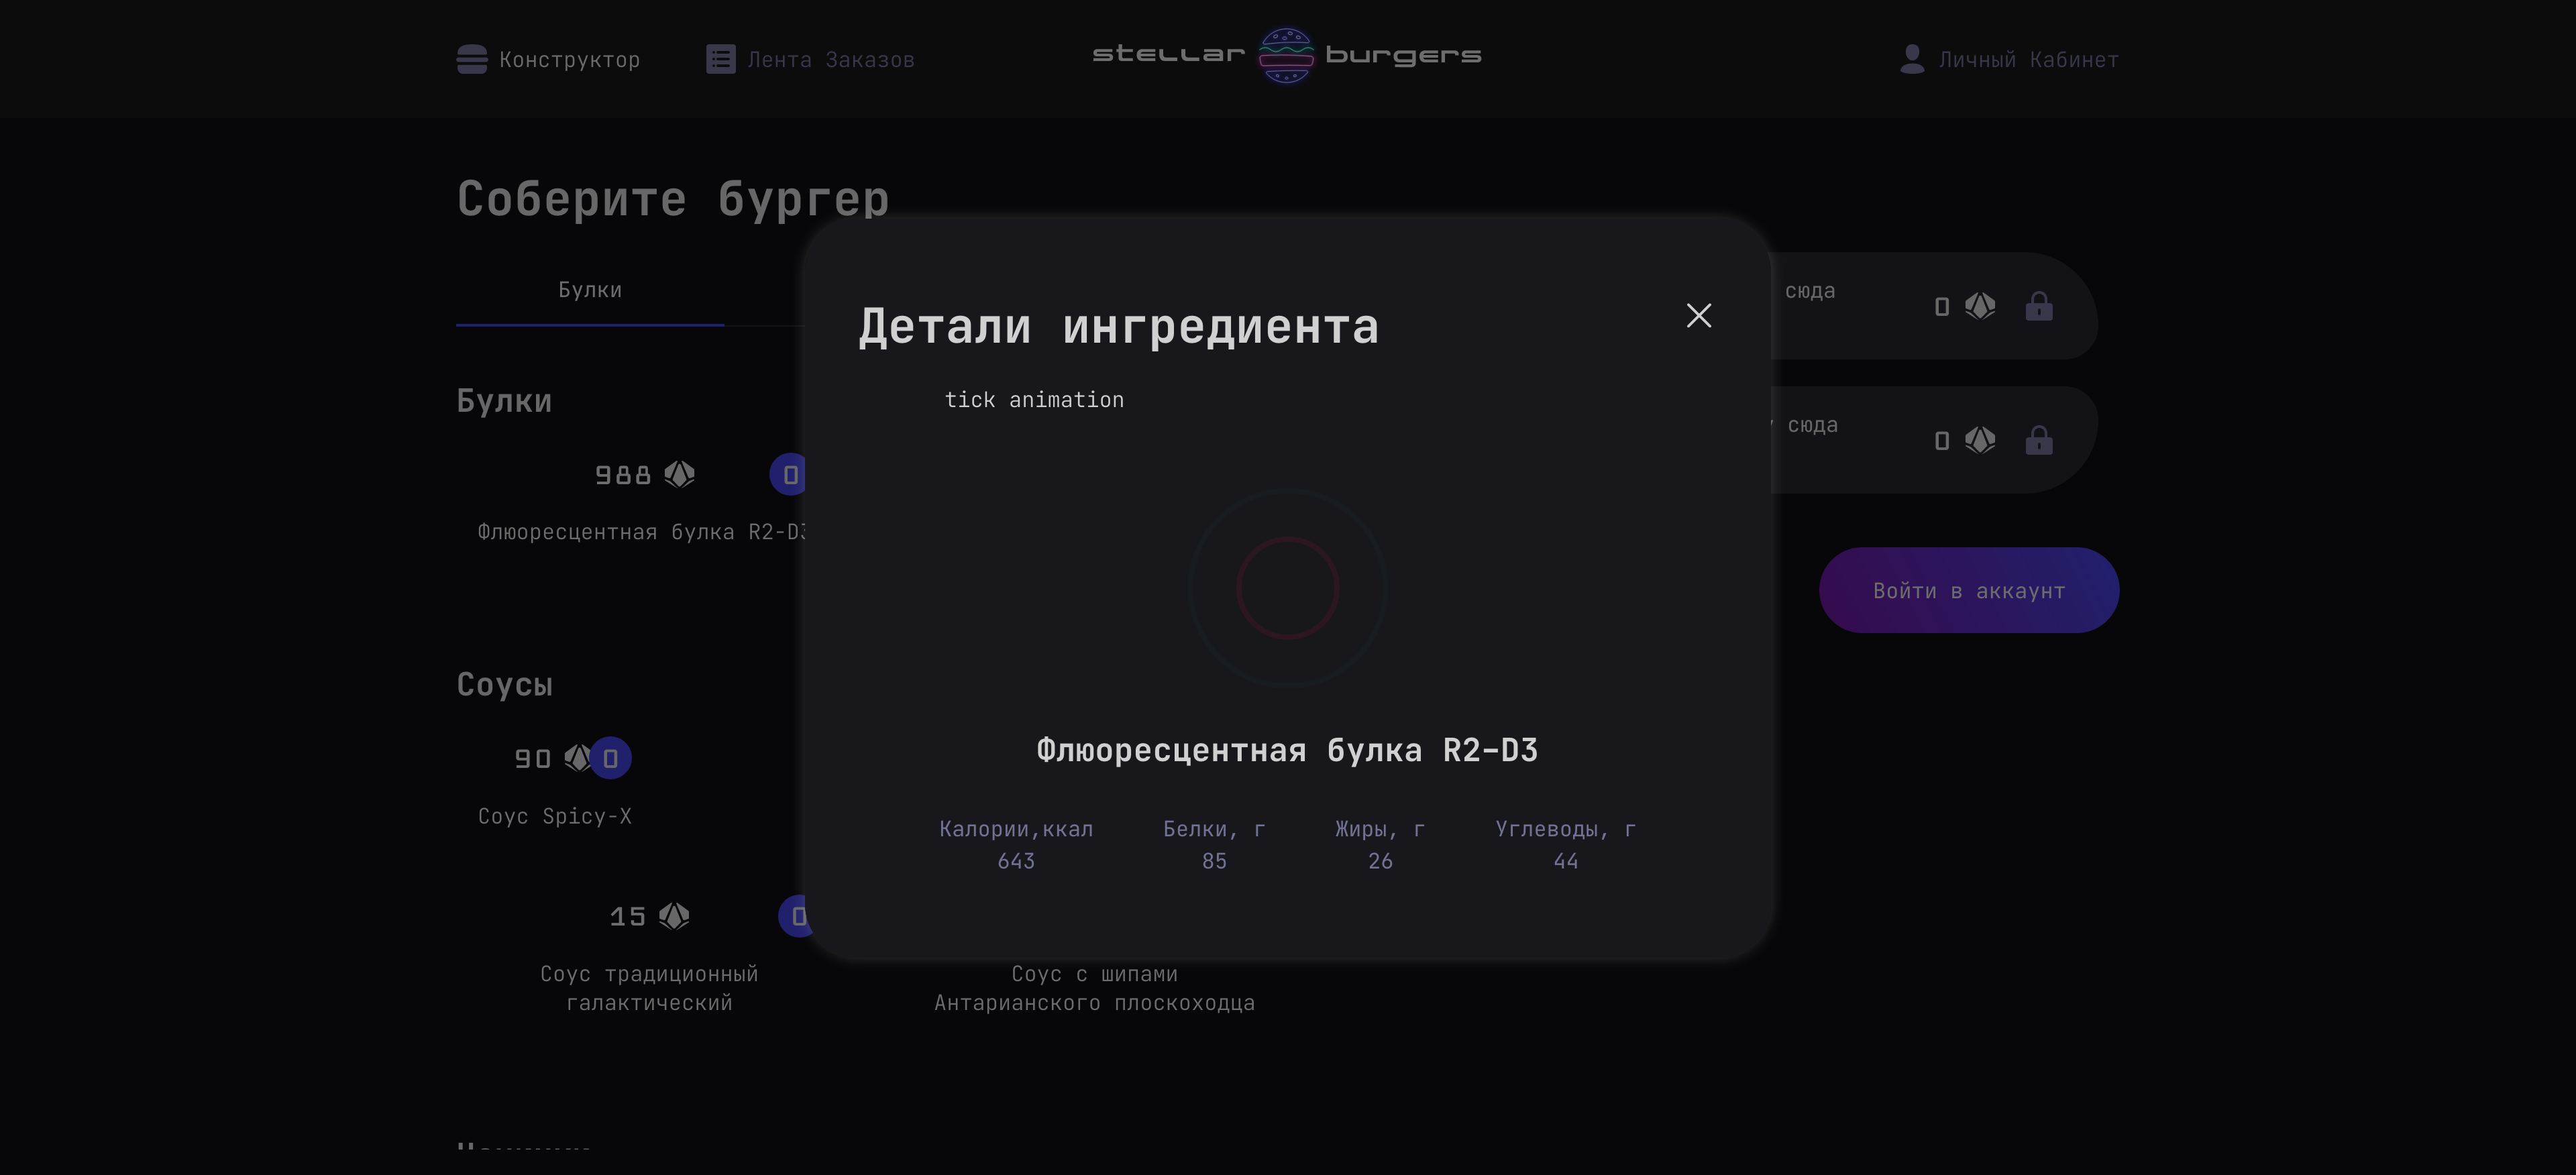 Конструктор
Лента Заказов
stellar burgers
Личный Кабинет
Соберите бургер
Булки
сюда
0
Детали ингредиента
tick animation
Булки
988
0
Флюоресцентная булка R2-D3
сюда
0
Войти в аккаунт
Соусы
90
0
Соус Spicy-X
Флюоресцентная булка R2-D3
Калории,ккал
643
Белки, г
85
Жиры, г
26
Углеводы, г
44
15
0
Соус традиционный
галактический
Соус с шипами
Антарианского плоскоходца